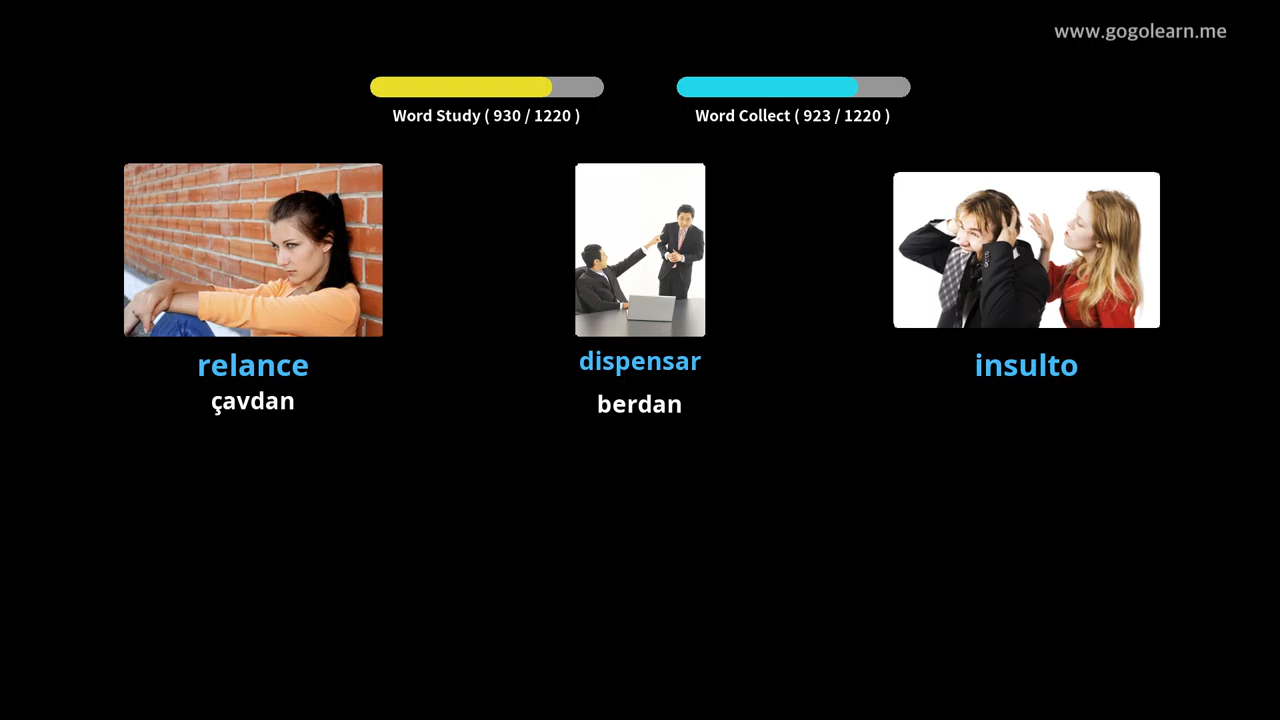 www.gogolearn.me
Word Study ( 930 / 1220 )
Word Collect ( 923 / 1220 )
relance
çavdan
dispensar
berdan
insulto